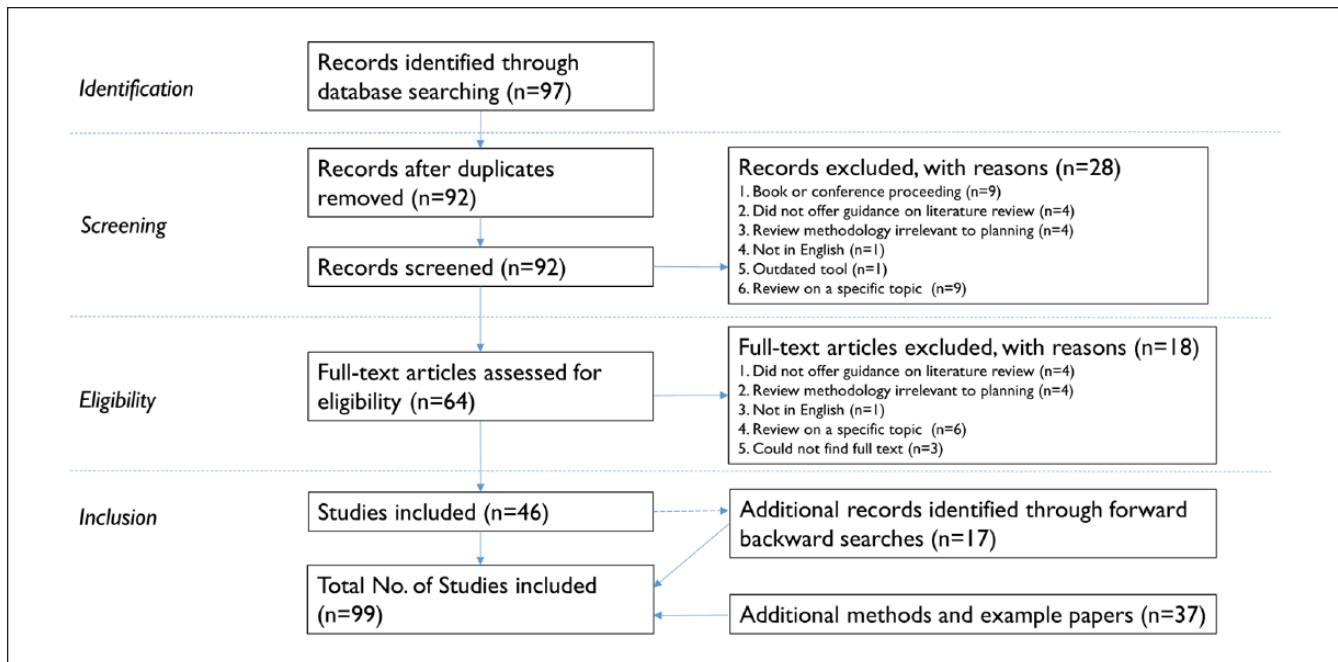 Identification
Records identified through
database searching (n=97)
Screening
Records after duplicates
removed (n=92)
Records screened (n=92)
Records excluded, with reasons (n=28)
1. Book or conference proceeding (n=9)
2. Did not offer guidance on literature review (n=4)
3. Review methodology irrelevant to planning (n=4)
4. Not in English (n=1)
5. Outdated tool (n=1)
6. Review on a specific topic (n=9)
Eligibility
Full-text articles assessed for
eligibility (n=64)
Full-text articles excluded, with reasons (n=18)
1. Did not offer guidance on literature review (n=4)
2. Review methodology irrelevant to planning (n=4)
3. Not in English (n=1)
4. Review on a specific topic (n=6)
5. Could not find full text (n=3)
Inclusion
Studies included (n=46)
Additional records identified through forward
backward searches (n=17)
Total No. of Studies included
(n=99)
Additional methods and example papers (n=37)